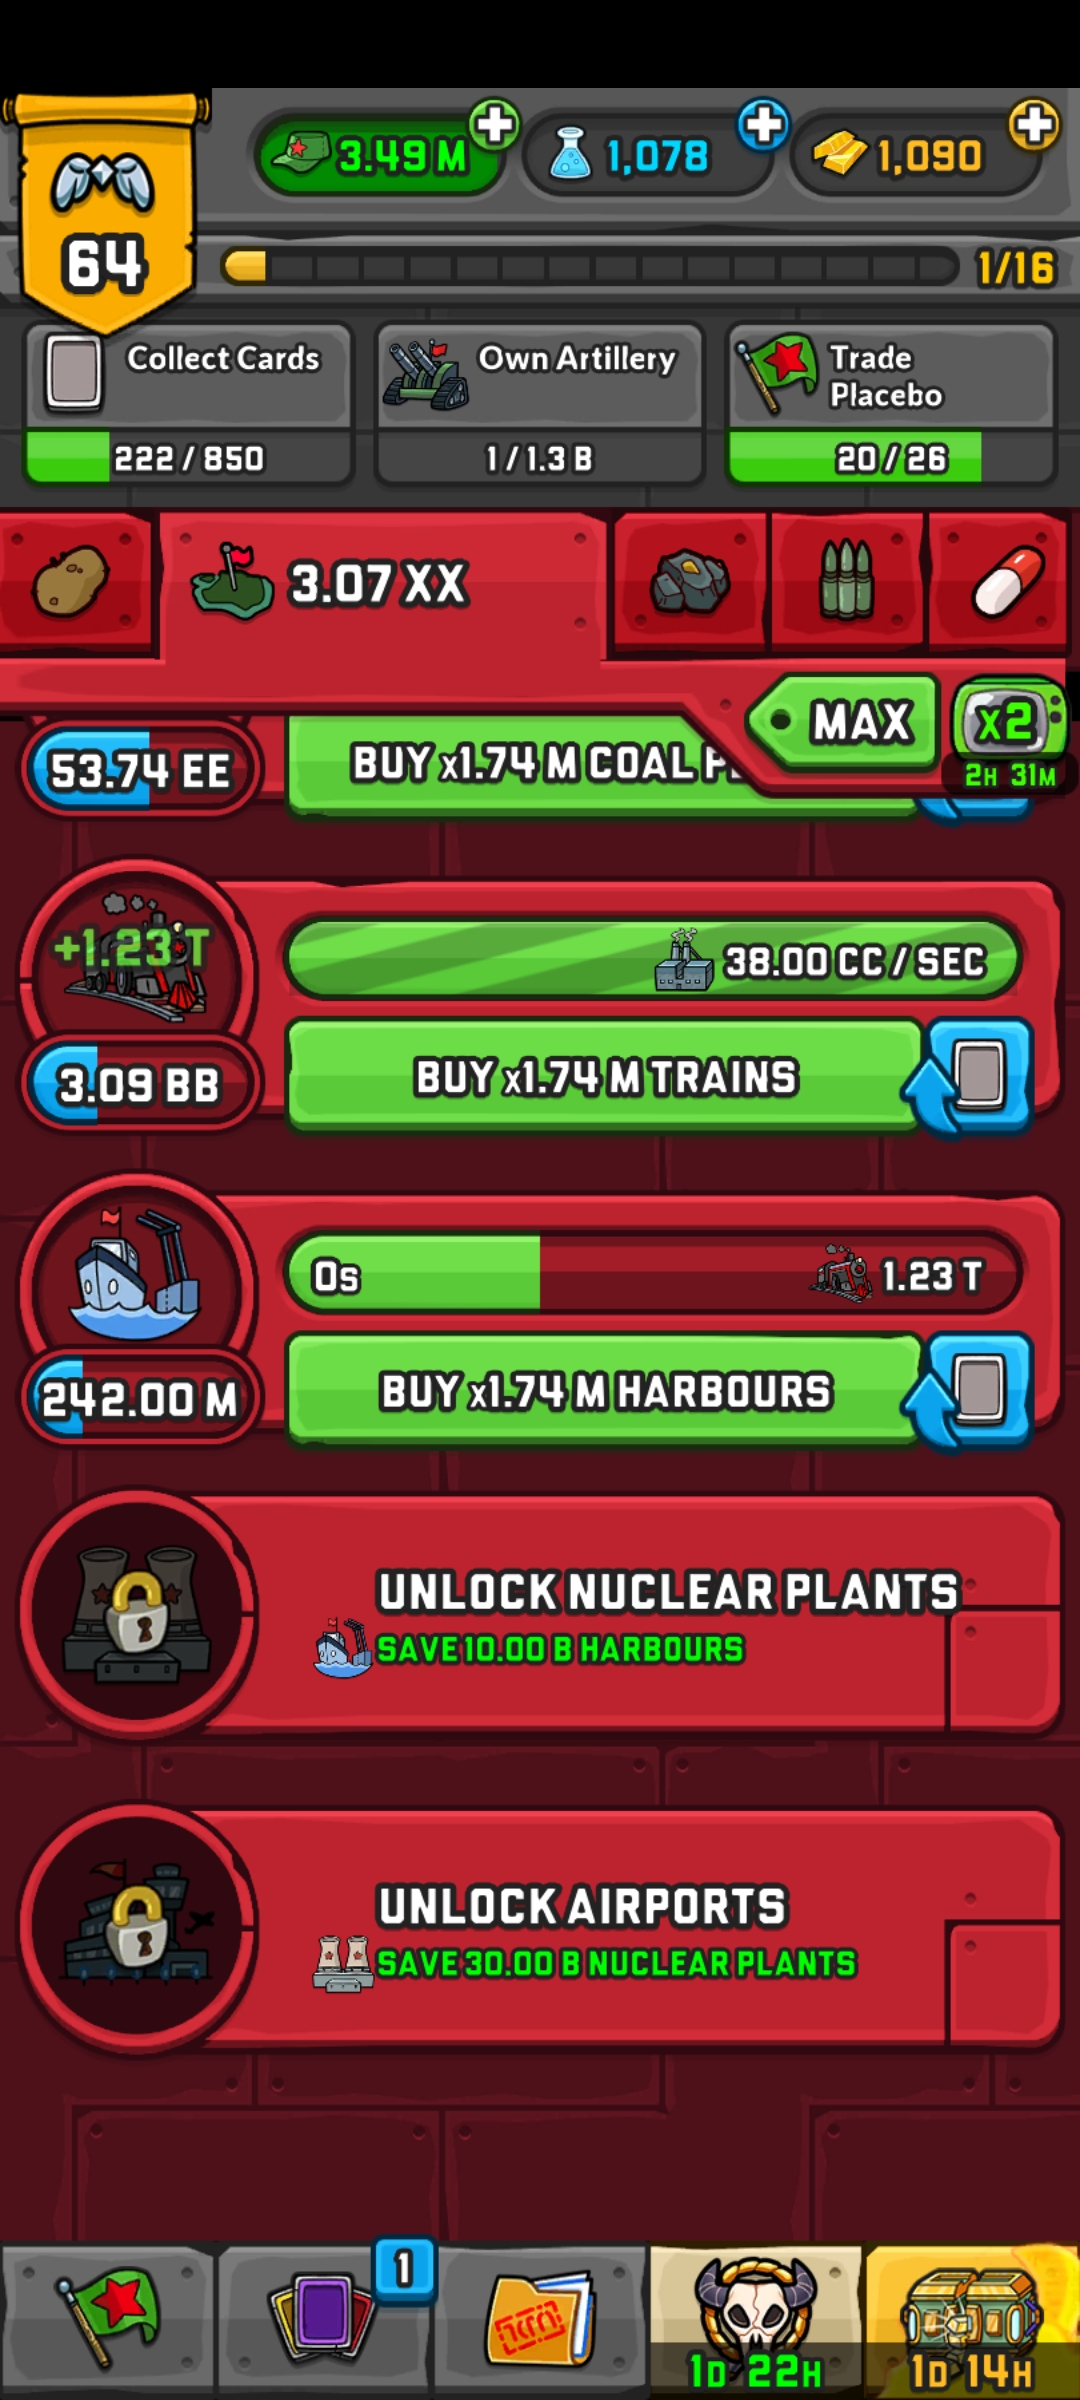 3.49 M
1,078
1,090
64
1/16
Collect Cards
222 / 850
Own Artillery
1 / 1.3 B
Trade
Placebo
20 / 26
3.07 XX
MAX
x2
2H 31M
53.74 EE
BUY x1.74 M COAL
+1.23 T
38.00 CC / SEC
3.09 BB
BUY x1.74 M TRAINS
0s
1.23 T
242.00 M
BUY x1.74 M HARBOURS
UNLOCK NUCLEAR PLANTS
SAVE 10.00 B HARBOURS
UNLOCK AIRPORTS
SAVE 30.00 B NUCLEAR PLANTS
1
1D 22H
1D 14H